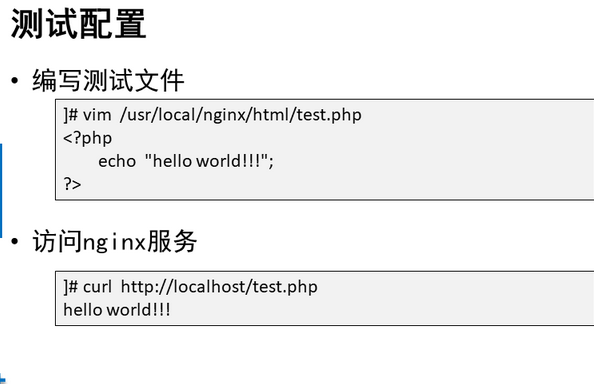 测试配置
• 编写测试文件
]# vim /usr/local/nginx/html/test.php
<?php
echo "hello world!!!";
?>
• 访问nginx服务
]# curl http://localhost/test.php
hello world!!!